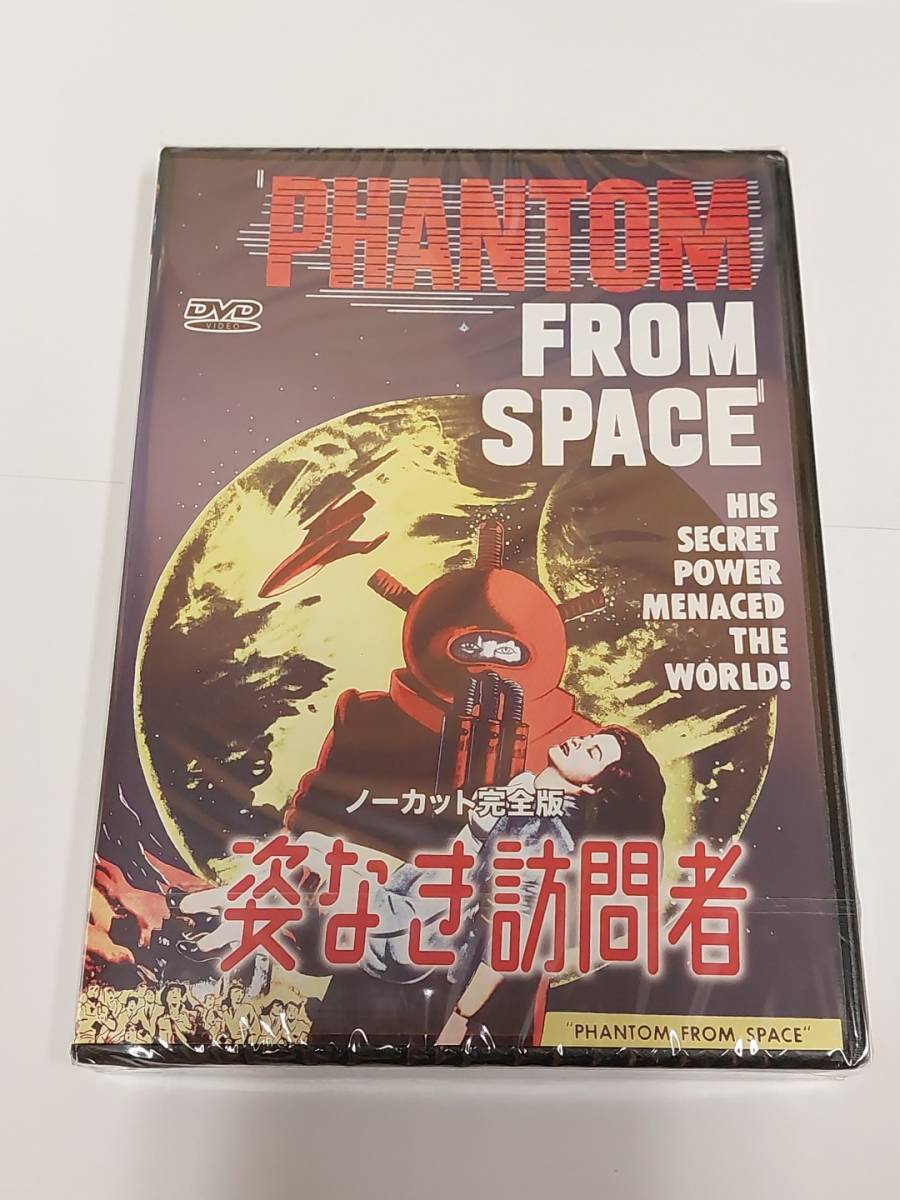 "PHANTOM
FROM
SPACE"
DVD
VIDEO
HIS
SECRET
POWER
MENACED
THE
WORLD!
ノーカット完全版
姿なき訪問者
"PHANTOM FROM SPACE"